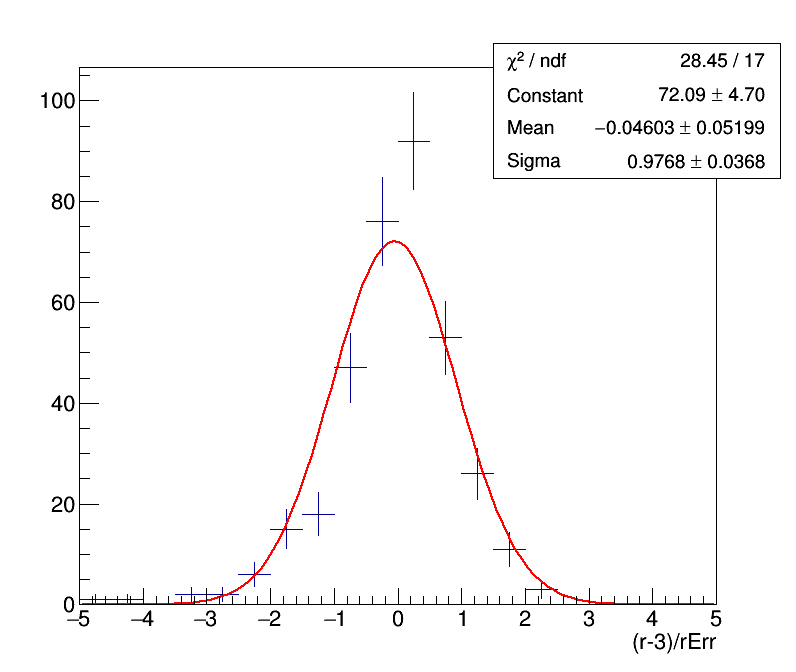 χ² / ndf 28.45 / 17
Constant 72.09 ± 4.70
Mean −0.04603 ± 0.05199
Sigma 0.9768 ± 0.0368
100
80
60
40
20
0
−5 −4 −3 −2 −1 0 1 2 3 4 5
(r-3)/rErr